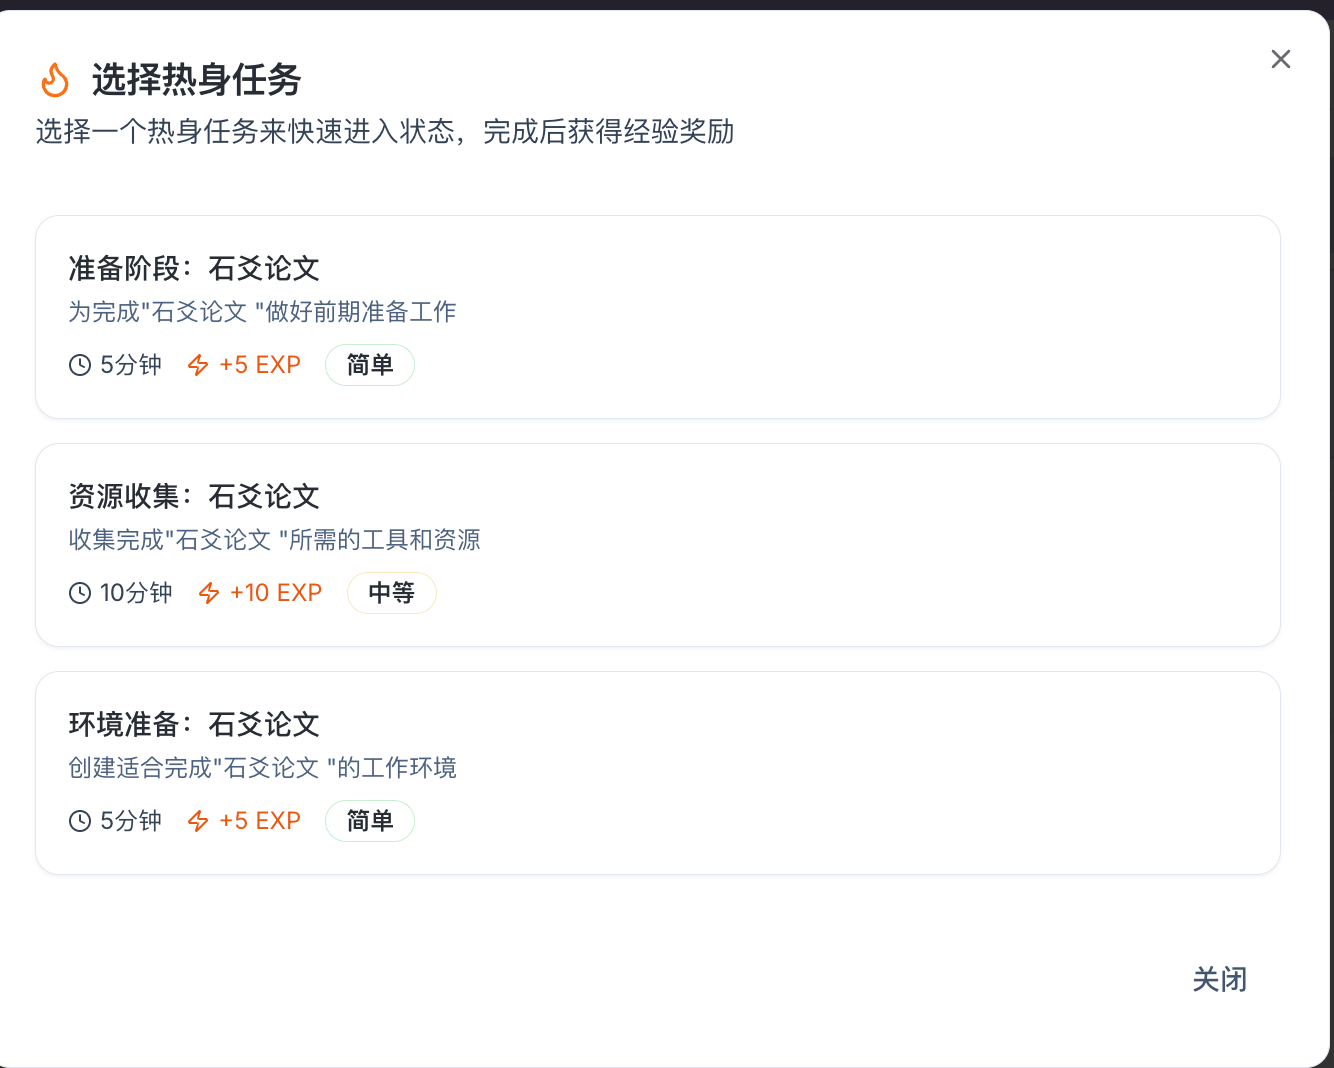 选择热身任务
选择一个热身任务来快速进入状态，完成后获得经验奖励
准备阶段：石爻论文
为完成"石爻论文 "做好前期准备工作
5分钟 +5 EXP 简单
资源收集：石爻论文
收集完成"石爻论文 "所需的工具和资源
10分钟 +10 EXP 中等
环境准备：石爻论文
创建适合完成"石爻论文 "的工作环境
5分钟 +5 EXP 简单
关闭